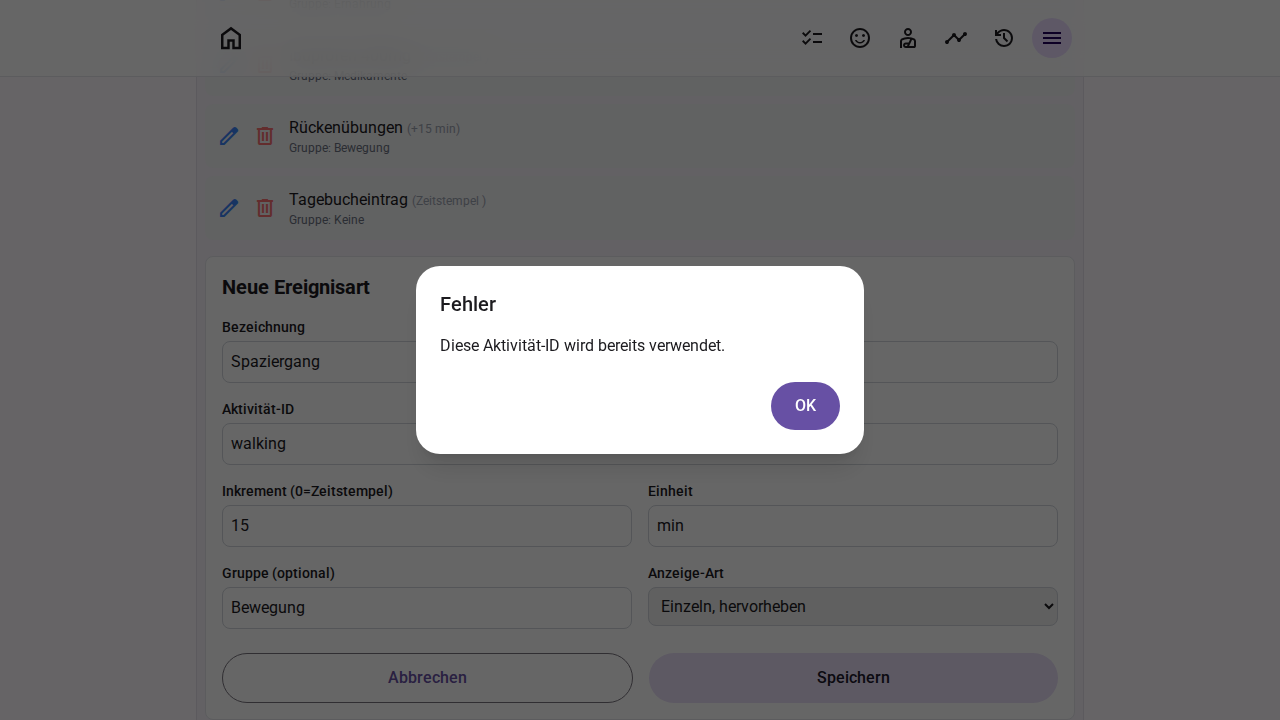 Gruppe: Medikamente
Rückenübungen (+15 min)
Gruppe: Bewegung
Tagebucheintrag (Zeitstempel )
Gruppe: Keine
Neue Ereignisart
Bezeichnung
Spaziergang
Aktivität-ID
walking
Inkrement (0=Zeitstempel)
Einheit
15
min
Gruppe (optional)
Anzeige-Art
Bewegung
Einzeln, hervorheben
Abbrechen
Speichern
Fehler
Diese Aktivität-ID wird bereits verwendet.
OK